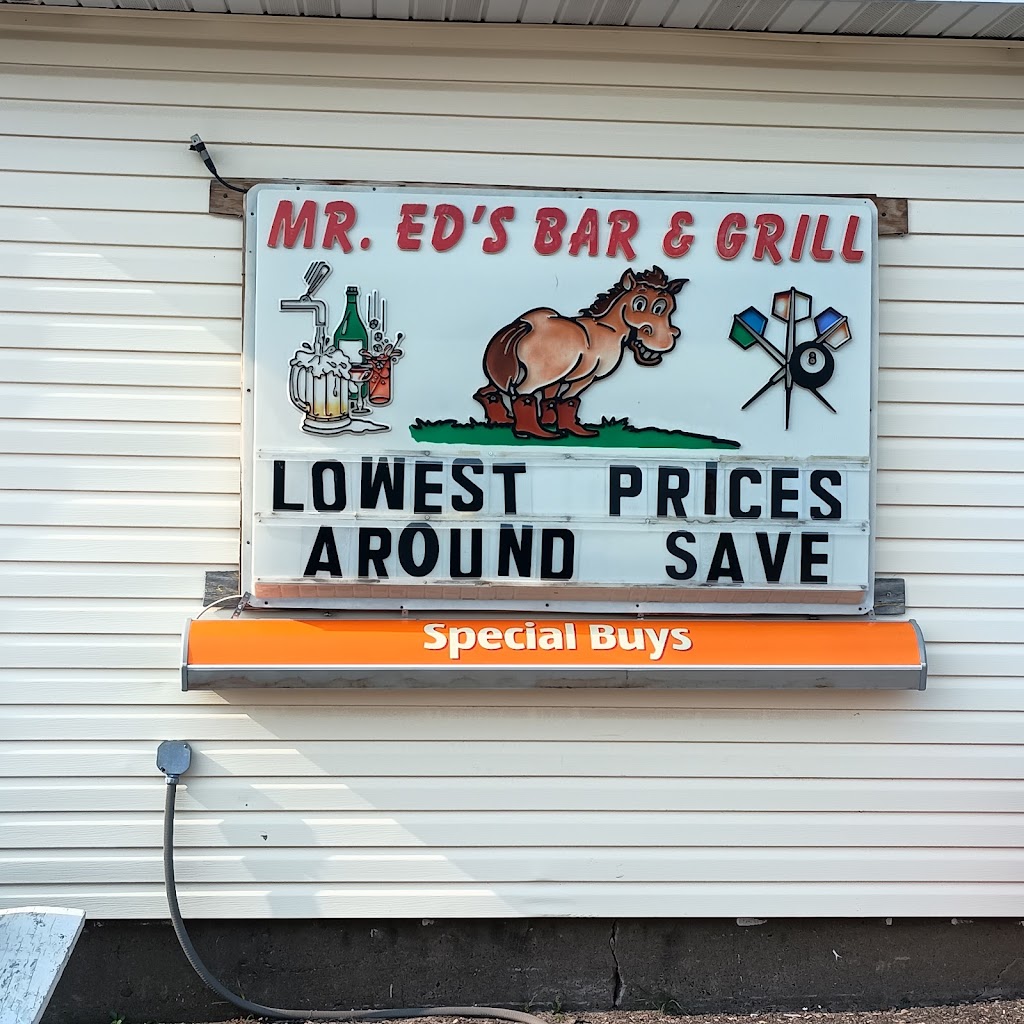 MR. ED'S BAR & GRILL
8
LOWEST PRICES
AROUND SAVE
Special Buys